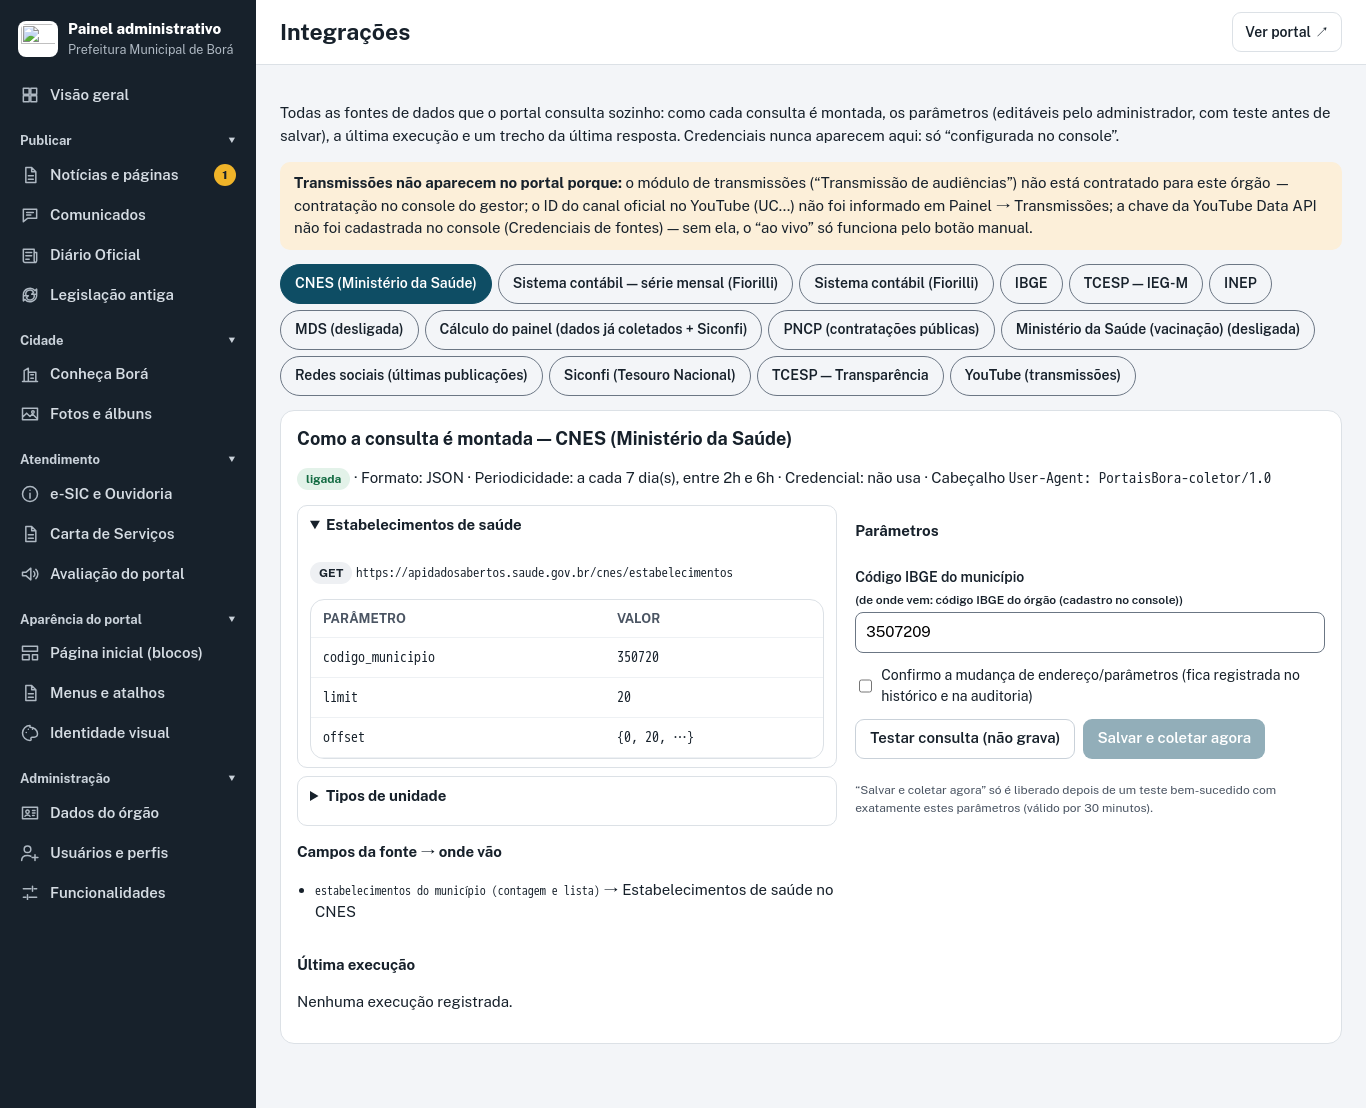 Painel administrativo
Prefeitura Municipal de Borá
Visão geral
Publicar ▼
Notícias e páginas 1
Comunicados
Diário Oficial
Legislação antiga
Cidade ▼
Conheça Borá
Fotos e álbuns
Atendimento ▼
e-SIC e Ouvidoria
Carta de Serviços
Avaliação do portal
Aparência do portal ▼
Página inicial (blocos)
Menus e atalhos
Identidade visual
Administração ▼
Dados do órgão
Usuários e perfis
Funcionalidades
Integrações
Ver portal ↗
Todas as fontes de dados que o portal consulta sozinho: como cada consulta é montada, os parâmetros (editáveis pelo administrador, com teste antes de
salvar), a última execução e um trecho da última resposta. Credenciais nunca aparecem aqui: só “configurada no console”.
Transmissões não aparecem no portal porque: o módulo de transmissões (“Transmissão de audiências”) não está contratado para este órgão —
contratação no console do gestor; o ID do canal oficial no YouTube (UC…) não foi informado em Painel → Transmissões; a chave da YouTube Data API
não foi cadastrada no console (Credenciais de fontes) — sem ela, o “ao vivo” só funciona pelo botão manual.
CNES (Ministério da Saúde) Sistema contábil — série mensal (Fiorilli) Sistema contábil (Fiorilli) IBGE TCESP — IEG-M INEP
MDS (desligada) Cálculo do painel (dados já coletados + Siconfi) PNCP (contratações públicas) Ministério da Saúde (vacinação) (desligada)
Redes sociais (últimas publicações) Siconfi (Tesouro Nacional) TCESP — Transparência YouTube (transmissões)
Como a consulta é montada — CNES (Ministério da Saúde)
ligada · Formato: JSON · Periodicidade: a cada 7 dia(s), entre 2h e 6h · Credencial: não usa · Cabeçalho User-Agent: PortaisBora-coletor/1.0
▼ Estabelecimentos de saúde
GET https://apidadosabertos.saude.gov.br/cnes/estabelecimentos
PARÂMETRO VALOR
codigo_municipio 350720
limit 20
offset {0, 20, …}
▶ Tipos de unidade
Campos da fonte → onde vão
• estabelecimentos do município (contagem e lista) → Estabelecimentos de saúde no
CNES
Última execução
Nenhuma execução registrada.
Parâmetros
Código IBGE do município
(de onde vem: código IBGE do órgão (cadastro no console))
3507209
Confirmo a mudança de endereço/parâmetros (fica registrada no
histórico e na auditoria)
Testar consulta (não grava) Salvar e coletar agora
“Salvar e coletar agora” só é liberado depois de um teste bem-sucedido com
exatamente estes parâmetros (válido por 30 minutos).